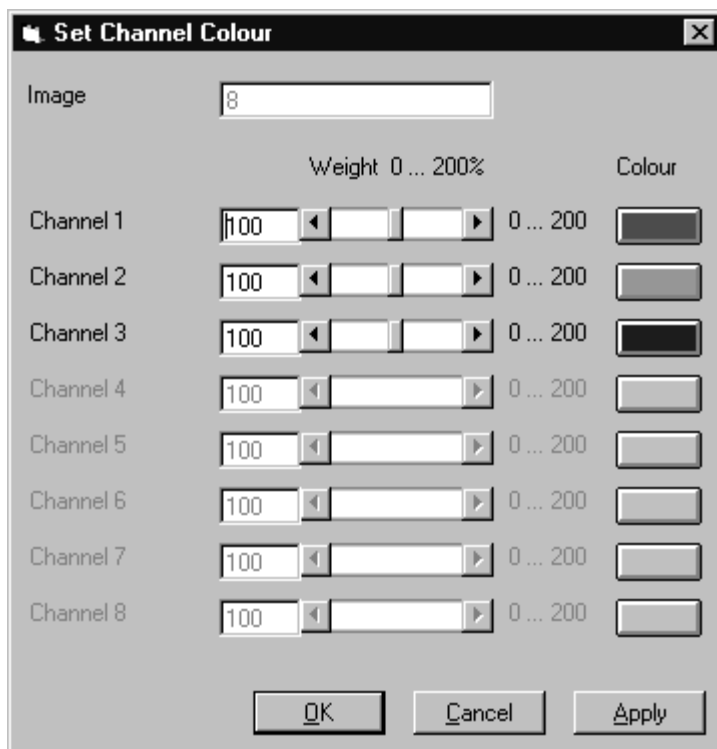 Set Channel Colour
Image 8
Weight 0 ... 200% Colour
Channel 1 100 0 ... 200
Channel 2 100 0 ... 200
Channel 3 100 0 ... 200
Channel 4 100 0 ... 200
Channel 5 100 0 ... 200
Channel 6 100 0 ... 200
Channel 7 100 0 ... 200
Channel 8 100 0 ... 200
OK Cancel Apply